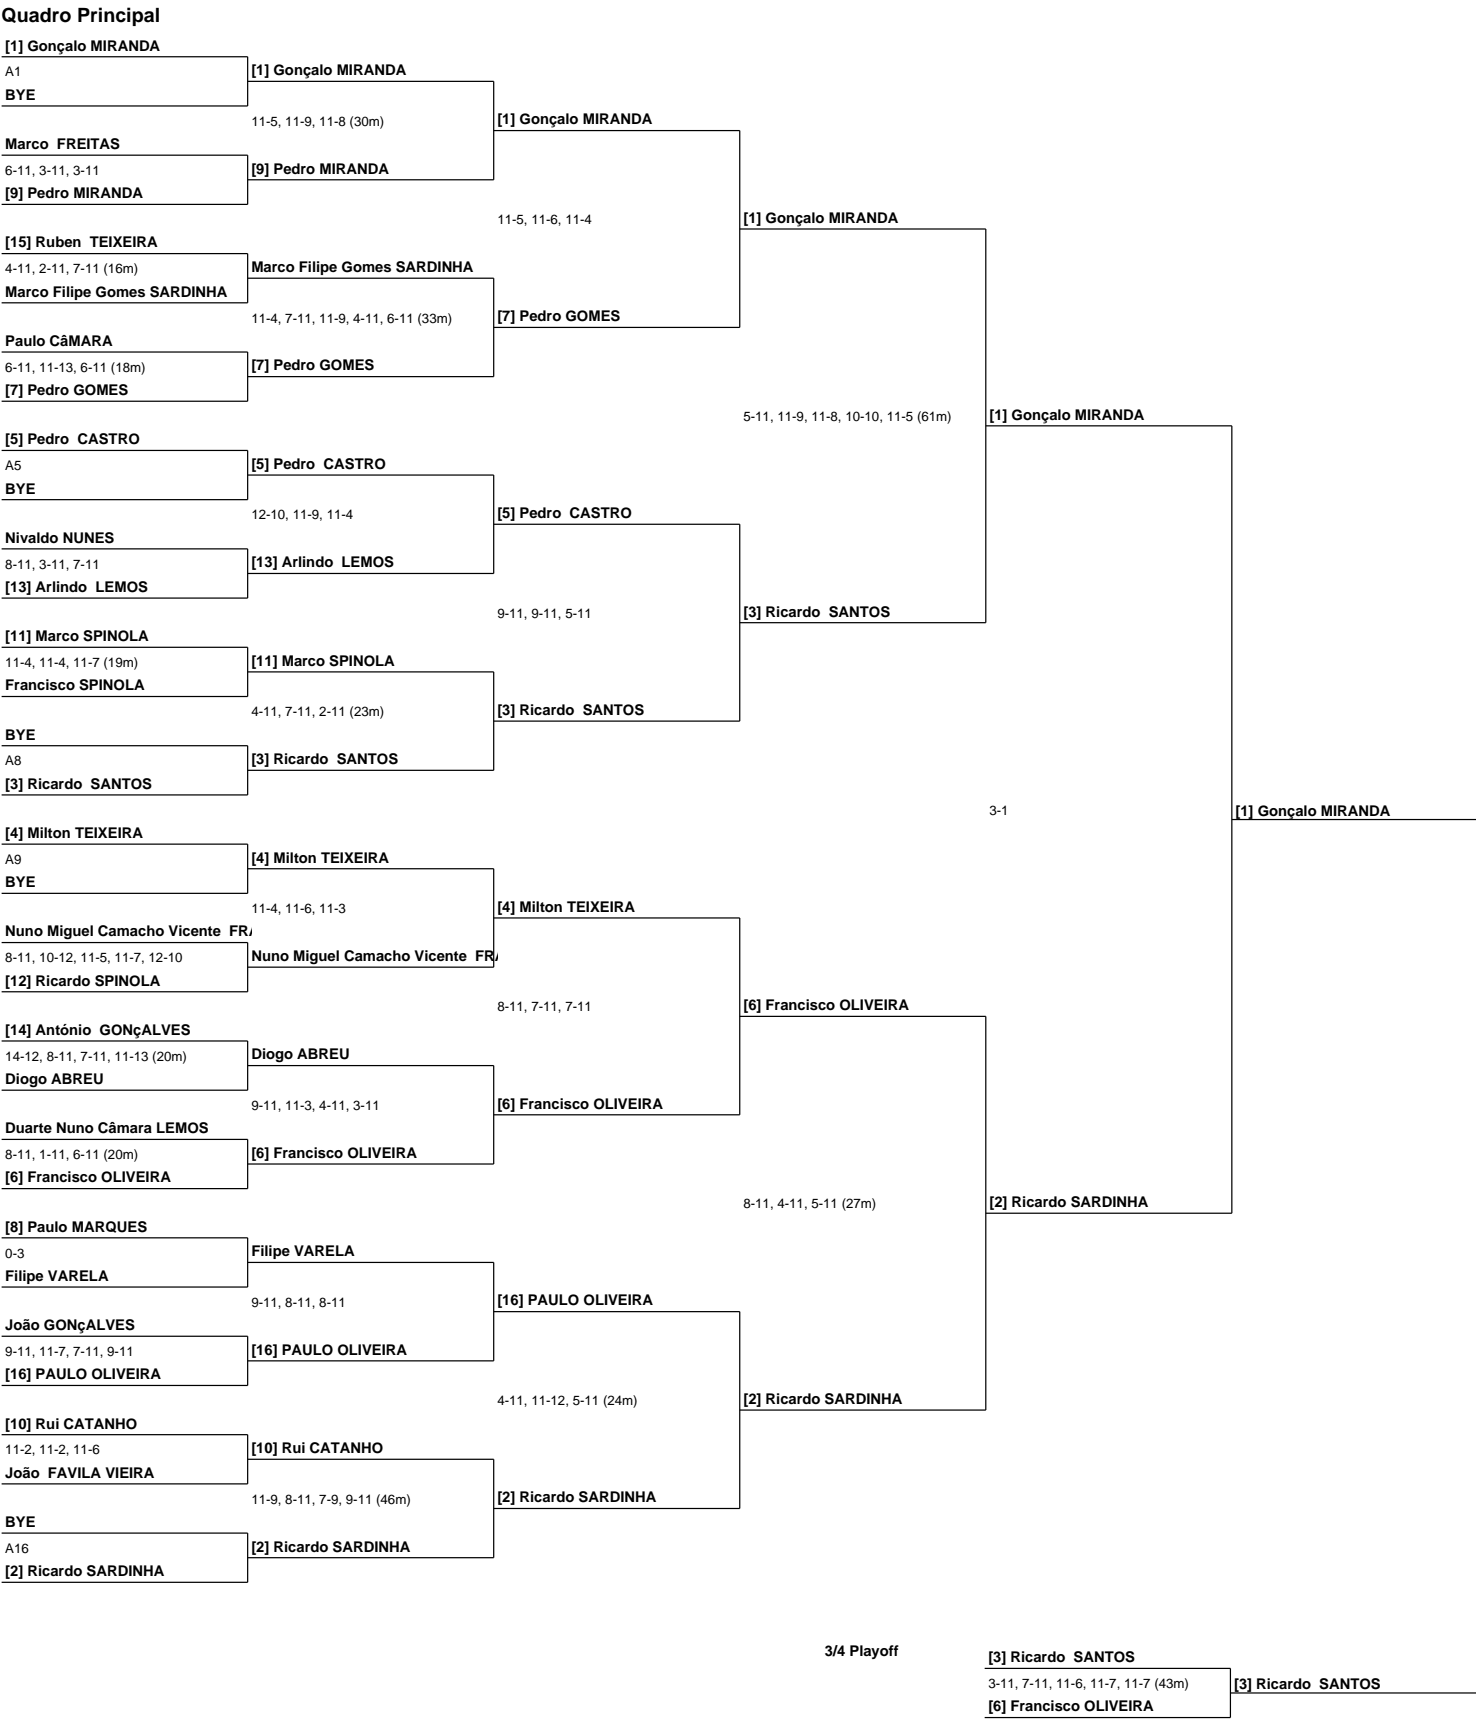 Quadro Principal
[1] Gonçalo MIRANDA
A1
BYE
Marco  FREITAS
6-11, 3-11, 3-11
[9] Pedro MIRANDA
[15] Ruben  TEIXEIRA
4-11, 2-11, 7-11 (16m)
Marco Filipe Gomes SARDINHA
Paulo CâMARA
6-11, 11-13, 6-11 (18m)
[7] Pedro GOMES
[5] Pedro  CASTRO
A5
BYE
Nivaldo NUNES
8-11, 3-11, 7-11
[13] Arlindo  LEMOS
[11] Marco SPINOLA
11-4, 11-4, 11-7 (19m)
Francisco SPINOLA
BYE
A8
[3] Ricardo  SANTOS
[4] Milton TEIXEIRA
A9
BYE
Nuno Miguel Camacho Vicente  FRA
8-11, 10-12, 11-5, 11-7, 12-10
[12] Ricardo SPINOLA
[14] António  GONçALVES
14-12, 8-11, 7-11, 11-13 (20m)
Diogo ABREU
Duarte Nuno Câmara LEMOS
8-11, 1-11, 6-11 (20m)
[6] Francisco OLIVEIRA
[8] Paulo MARQUES
0-3
Filipe VARELA
João GONçALVES
9-11, 11-7, 7-11, 9-11
[16] PAULO OLIVEIRA
[10] Rui CATANHO
11-2, 11-2, 11-6
João  FAVILA VIEIRA
BYE
A16
[2] Ricardo SARDINHA
[1] Gonçalo MIRANDA
11-5, 11-9, 11-8 (30m)
[9] Pedro MIRANDA
Marco Filipe Gomes SARDINHA
11-4, 7-11, 11-9, 4-11, 6-11 (33m)
[7] Pedro GOMES
[5] Pedro  CASTRO
12-10, 11-9, 11-4
[13] Arlindo  LEMOS
[11] Marco SPINOLA
4-11, 7-11, 2-11 (23m)
[3] Ricardo  SANTOS
[4] Milton TEIXEIRA
11-4, 11-6, 11-3
Nuno Miguel Camacho Vicente  FRA
Diogo ABREU
9-11, 11-3, 4-11, 3-11
[6] Francisco OLIVEIRA
Filipe VARELA
9-11, 8-11, 8-11
[16] PAULO OLIVEIRA
[10] Rui CATANHO
11-9, 8-11, 7-9, 9-11 (46m)
[2] Ricardo SARDINHA
[1] Gonçalo MIRANDA
11-5, 11-6, 11-4
[7] Pedro GOMES
[5] Pedro  CASTRO
9-11, 9-11, 5-11
[3] Ricardo  SANTOS
[4] Milton TEIXEIRA
8-11, 7-11, 7-11
[6] Francisco OLIVEIRA
[16] PAULO OLIVEIRA
4-11, 11-12, 5-11 (24m)
[2] Ricardo SARDINHA
[1] Gonçalo MIRANDA
5-11, 11-9, 11-8, 10-10, 11-5 (61m)
[3] Ricardo  SANTOS
[6] Francisco OLIVEIRA
8-11, 4-11, 5-11 (27m)
[2] Ricardo SARDINHA
[1] Gonçalo MIRANDA
3-1
[2] Ricardo SARDINHA
[1] Gonçalo MIRANDA
3/4 Playoff
[3] Ricardo  SANTOS
3-11, 7-11, 11-6, 11-7, 11-7 (43m)
[6] Francisco OLIVEIRA
[3] Ricardo  SANTOS